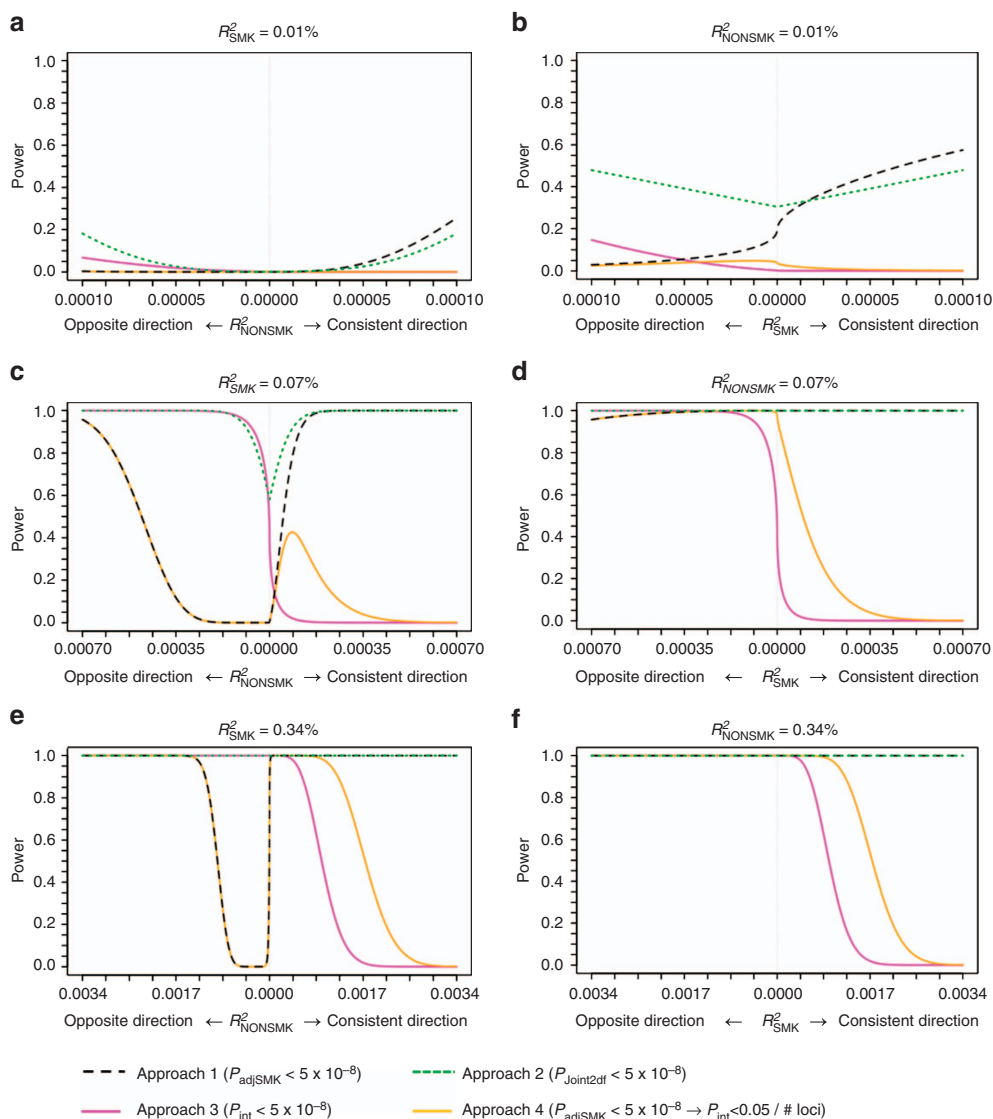 a
R²SMK = 0.01%
Power
1.0
0.8
0.6
0.4
0.2
0.0
0.00010 0.00005 0.00000 0.00005 0.00010
Opposite direction ← R²NONSMK → Consistent direction
b
R²NONSMK = 0.01%
Power
1.0
0.8
0.6
0.4
0.2
0.0
0.00010 0.00005 0.00000 0.00005 0.00010
Opposite direction ← R²SMK → Consistent direction
c
R²SMK = 0.07%
Power
1.0
0.8
0.6
0.4
0.2
0.0
0.00070 0.00035 0.00000 0.00035 0.00070
Opposite direction ← R²NONSMK → Consistent direction
d
R²NONSMK = 0.07%
Power
1.0
0.8
0.6
0.4
0.2
0.0
0.00070 0.00035 0.00000 0.00035 0.00070
Opposite direction ← R²SMK → Consistent direction
e
R²SMK = 0.34%
Power
1.0
0.8
0.6
0.4
0.2
0.0
0.0034 0.0017 0.0000 0.0017 0.0034
Opposite direction ← R²NONSMK → Consistent direction
f
R²NONSMK = 0.34%
Power
1.0
0.8
0.6
0.4
0.2
0.0
0.0034 0.0017 0.0000 0.0017 0.0034
Opposite direction ← R²SMK → Consistent direction
Approach 1 (PadjSMK < 5 x 10⁻⁸)
Approach 2 (PJoint2df < 5 x 10⁻⁸)
Approach 3 (Pint < 5 x 10⁻⁸)
Approach 4 (PadjSMK < 5 x 10⁻⁸ → Pint<0.05 / # loci)